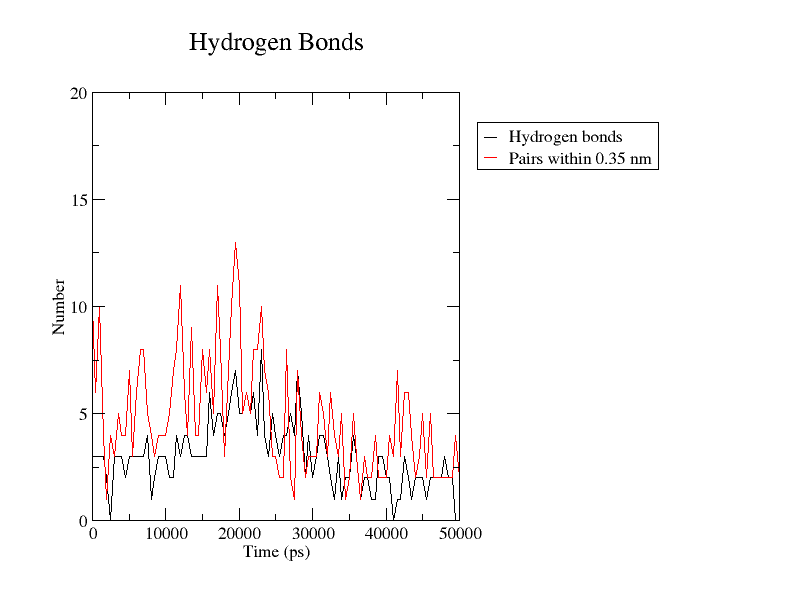 Hydrogen Bonds
20
15
10
5
0
Number
0 10000 20000 30000 40000 50000
Time (ps)
Hydrogen bonds
Pairs within 0.35 nm